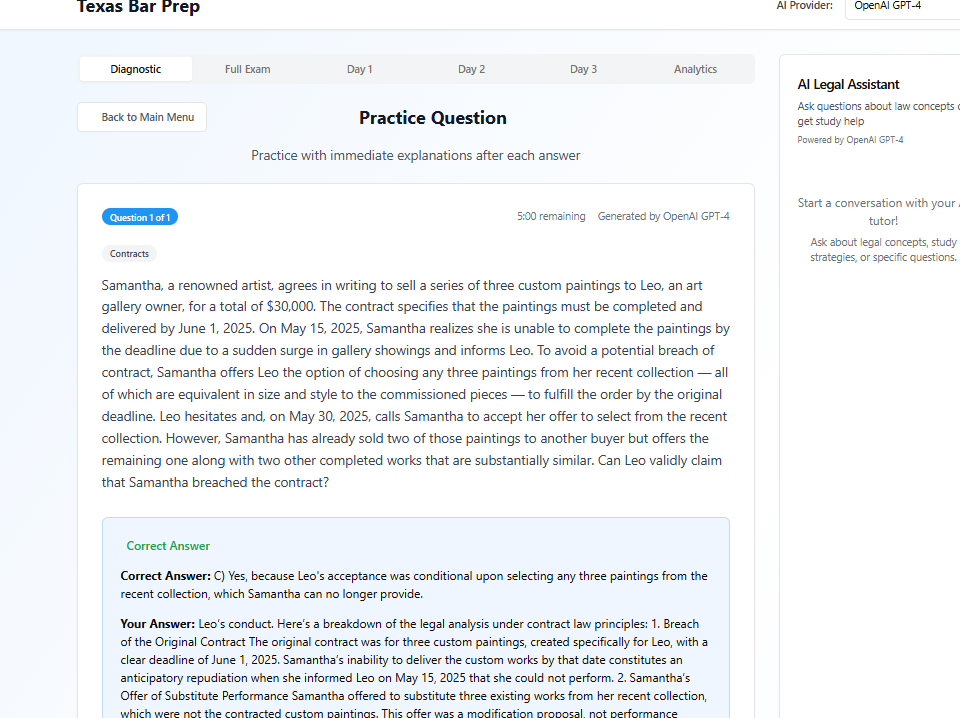 Texas Bar Prep
AI Provider:
OpenAI GPT-4
Diagnostic
Full Exam
Day 1
Day 2
Day 3
Analytics
Back to Main Menu
Practice Question
Practice with immediate explanations after each answer
Question 1 of 1
5:00 remaining
Generated by OpenAI GPT-4
Contracts
Samantha, a renowned artist, agrees in writing to sell a series of three custom paintings to Leo, an art
gallery owner, for a total of $30,000. The contract specifies that the paintings must be completed and
delivered by June 1, 2025. On May 15, 2025, Samantha realizes she is unable to complete the paintings by
the deadline due to a sudden surge in gallery showings and informs Leo. To avoid a potential breach of
contract, Samantha offers Leo the option of choosing any three paintings from her recent collection — all
of which are equivalent in size and style to the commissioned pieces — to fulfill the order by the original
deadline. Leo hesitates and, on May 30, 2025, calls Samantha to accept her offer to select from the recent
collection. However, Samantha has already sold two of those paintings to another buyer but offers the
remaining one along with two other completed works that are substantially similar. Can Leo validly claim
that Samantha breached the contract?
Correct Answer
Correct Answer: C) Yes, because Leo's acceptance was conditional upon selecting any three paintings from the
recent collection, which Samantha can no longer provide.
Your Answer: Leo's conduct. Here's a breakdown of the legal analysis under contract law principles: 1. Breach
of the Original Contract The original contract was for three custom paintings, created specifically for Leo, with a
clear deadline of June 1, 2025. Samantha's inability to deliver the custom works by that date constitutes an
anticipatory repudiation when she informed Leo on May 15, 2025 that she could not perform. 2. Samantha's
Offer of Substitute Performance Samantha offered to substitute three existing works from her recent collection,
which were not the contracted custom paintings. This offer was a modification proposal, not performance
AI Legal Assistant
Ask questions about law concepts
get study help
Powered by OpenAI GPT-4
Start a conversation with your
tutor!
Ask about legal concepts, study
strategies, or specific questions.